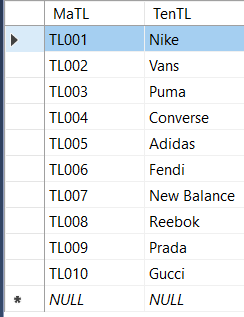 MaTL TenTL
TL001 Nike
TL002 Vans
TL003 Puma
TL004 Converse
TL005 Adidas
TL006 Fendi
TL007 New Balance
TL008 Reebok
TL009 Prada
TL010 Gucci
* NULL NULL